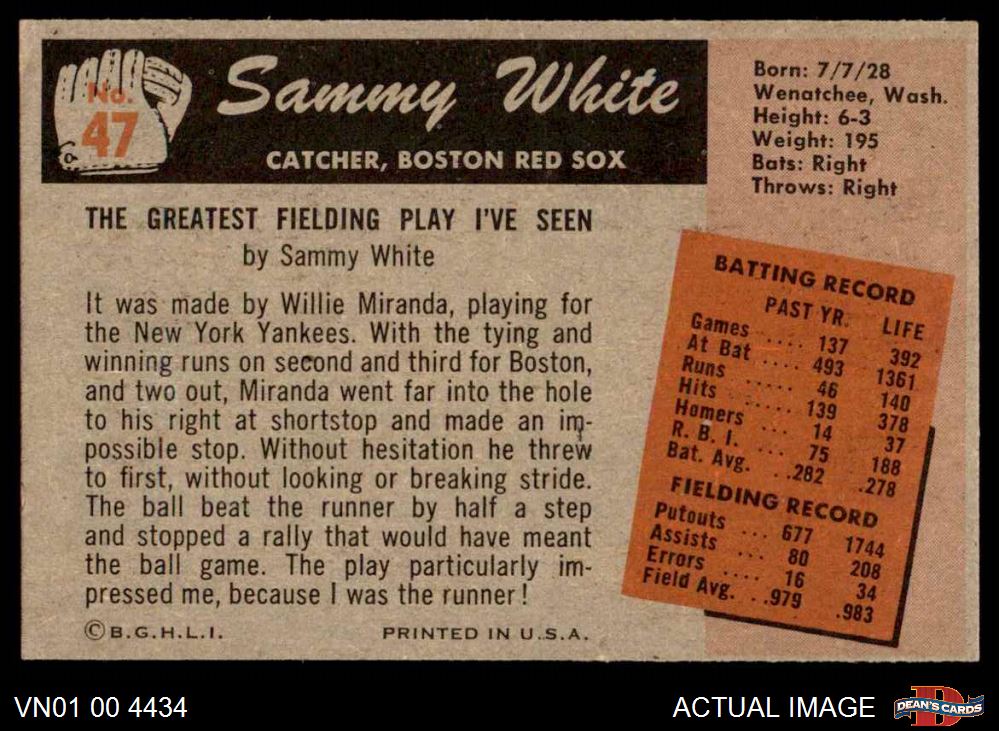 No.
47
Sammy White
CATCHER, BOSTON RED SOX
Born: 7/7/28
Wenatchee, Wash.
Height: 6-3
Weight: 195
Bats: Right
Throws: Right
THE GREATEST FIELDING PLAY I'VE SEEN
by Sammy White
It was made by Willie Miranda, playing for
the New York Yankees. With the tying and
winning runs on second and third for Boston,
and two out, Miranda went far into the hole
to his right at shortstop and made an im-
possible stop. Without hesitation he threw
to first, without looking or breaking stride.
The ball beat the runner by half a step
and stopped a rally that would have meant
the ball game. The play particularly im-
pressed me, because I was the runner!
©B.G.H.L.I. PRINTED IN U.S.A.
BATTING RECORD
PAST YR. LIFE
Games ..... 137 392
At Bat .... 493 1361
Runs ..... 46 140
Hits ...... 139 378
Homers ... 14 37
R. B. I. ... 75 188
Bat. Avg. .. .282 .278
FIELDING RECORD
Putouts ... 677 1744
Assists ... 80 208
Errors .... 16 34
Field Avg. . .979 .983
VN01 00 4434
ACTUAL IMAGE
D
DEAN'S CARDS